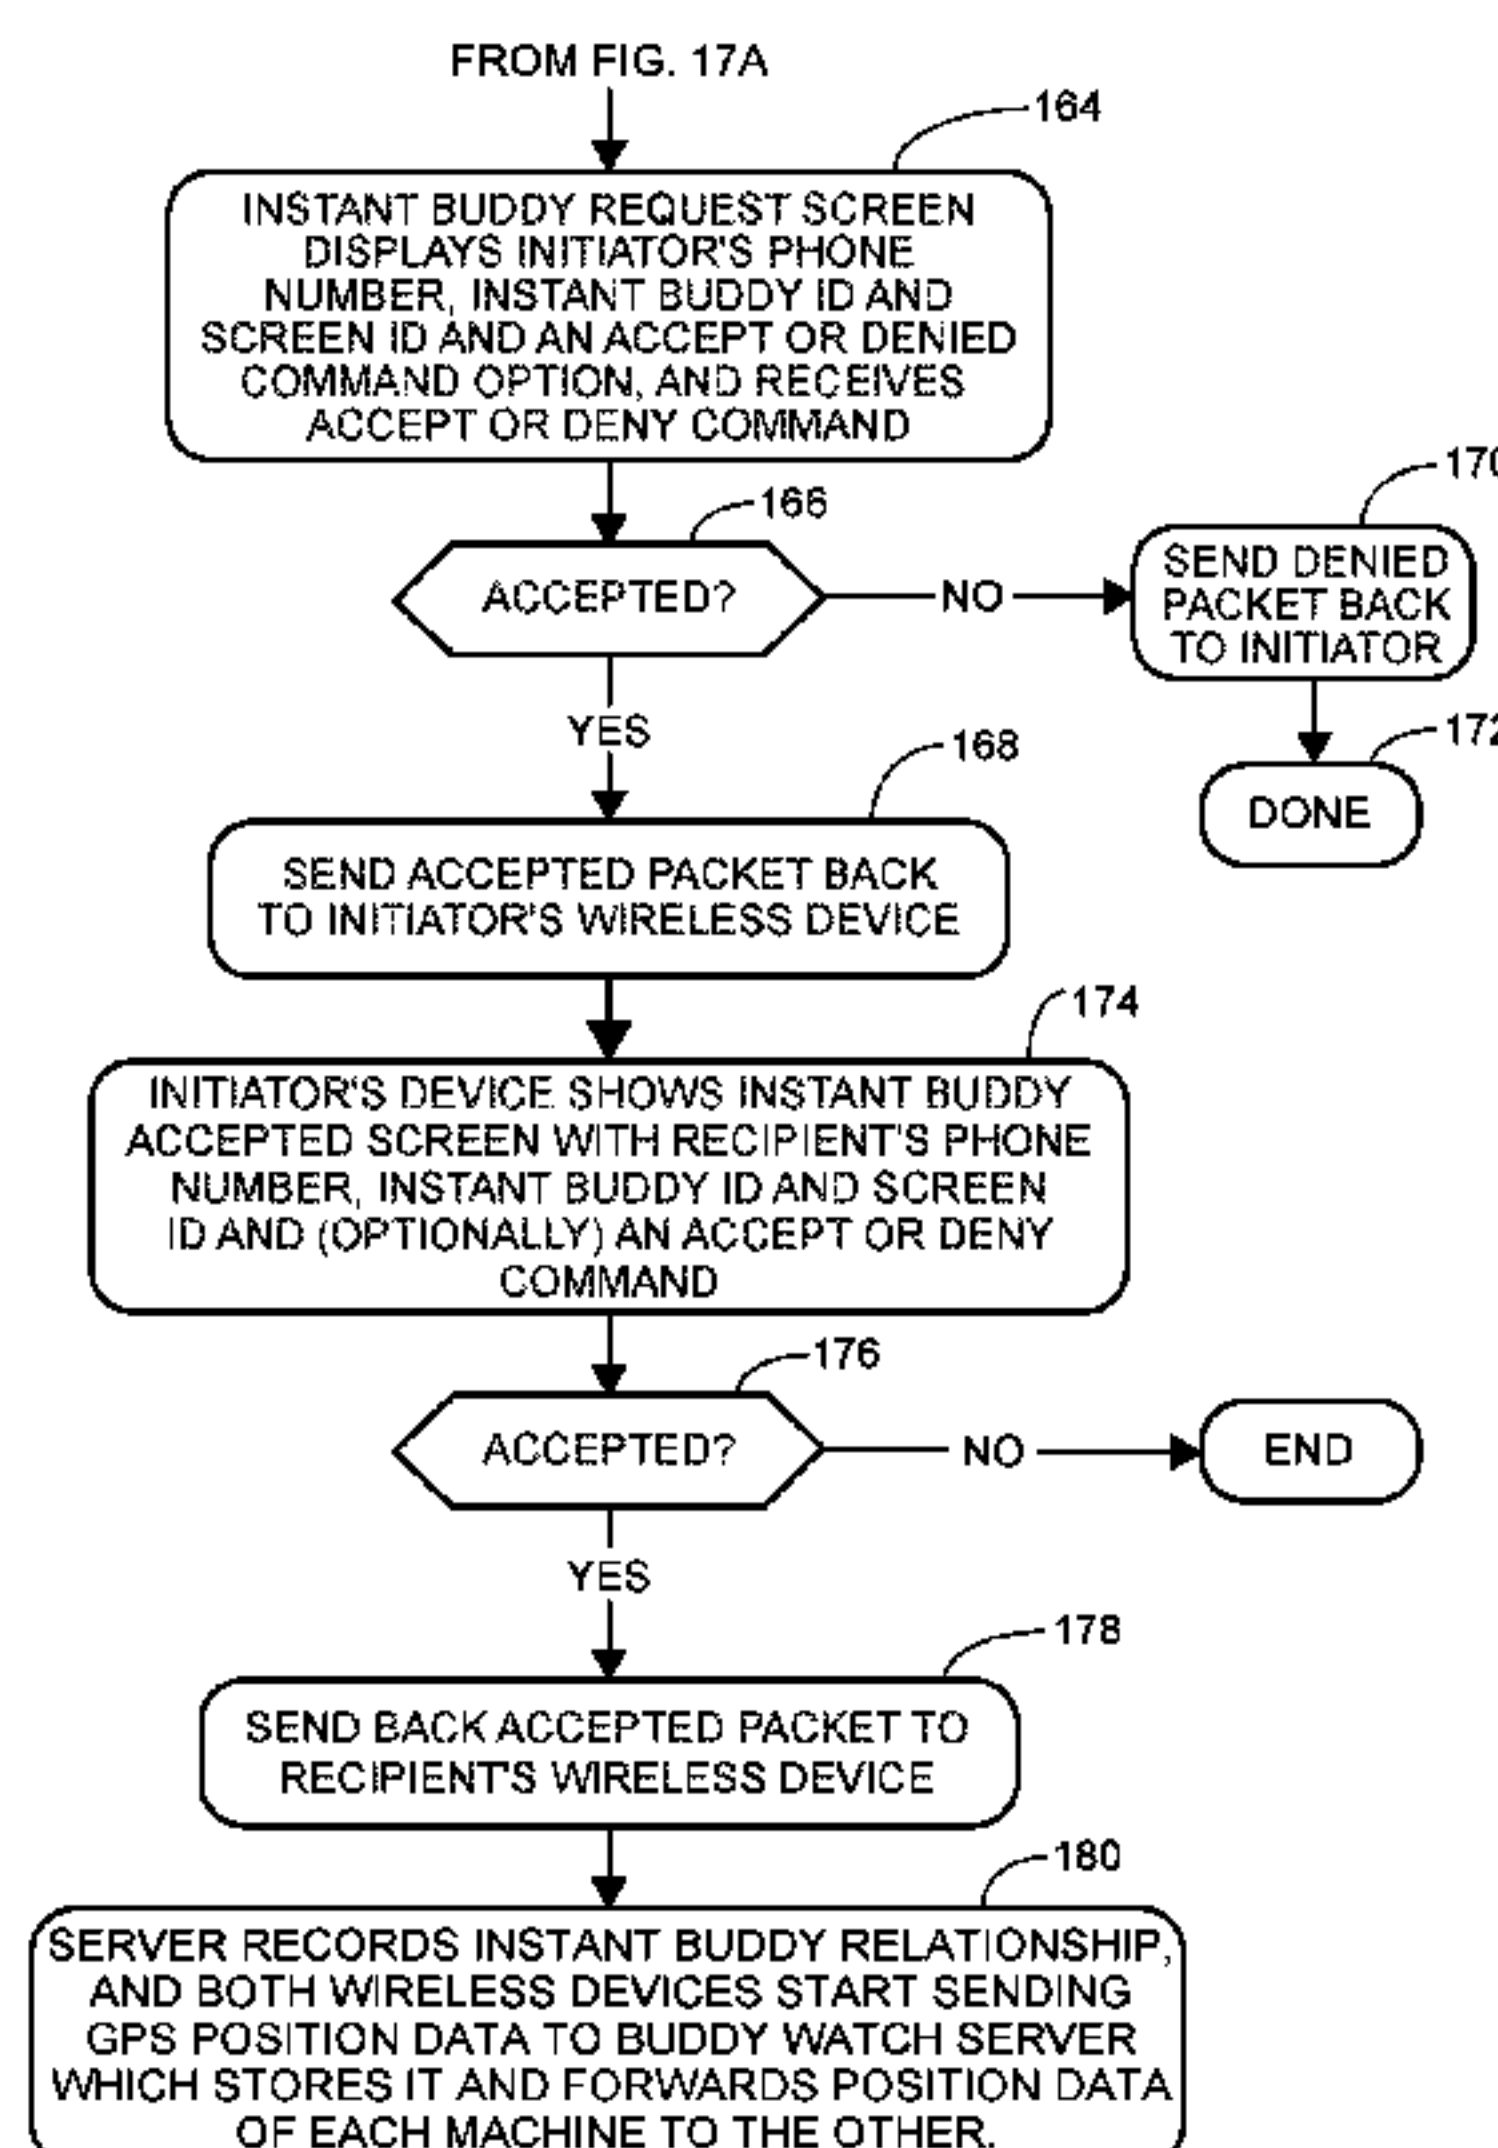 FROM FIG. 17A
164
INSTANT BUDDY REQUEST SCREEN
DISPLAYS INITIATOR'S PHONE
NUMBER, INSTANT BUDDY ID AND
SCREEN ID AND AN ACCEPT OR DENIED
COMMAND OPTION, AND RECEIVES
ACCEPT OR DENY COMMAND
166
ACCEPTED?
NO
170
SEND DENIED
PACKET BACK
TO INITIATOR
172
DONE
YES
168
SEND ACCEPTED PACKET BACK
TO INITIATOR'S WIRELESS DEVICE
174
INITIATOR'S DEVICE SHOWS INSTANT BUDDY
ACCEPTED SCREEN WITH RECIPIENT'S PHONE
NUMBER, INSTANT BUDDY ID AND SCREEN
ID AND (OPTIONALLY) AN ACCEPT OR DENY
COMMAND
176
ACCEPTED?
NO
END
YES
178
SEND BACK ACCEPTED PACKET TO
RECIPIENT'S WIRELESS DEVICE
180
SERVER RECORDS INSTANT BUDDY RELATIONSHIP,
AND BOTH WIRELESS DEVICES START SENDING
GPS POSITION DATA TO BUDDY WATCH SERVER
WHICH STORES IT AND FORWARDS POSITION DATA
OF EACH MACHINE TO THE OTHER.